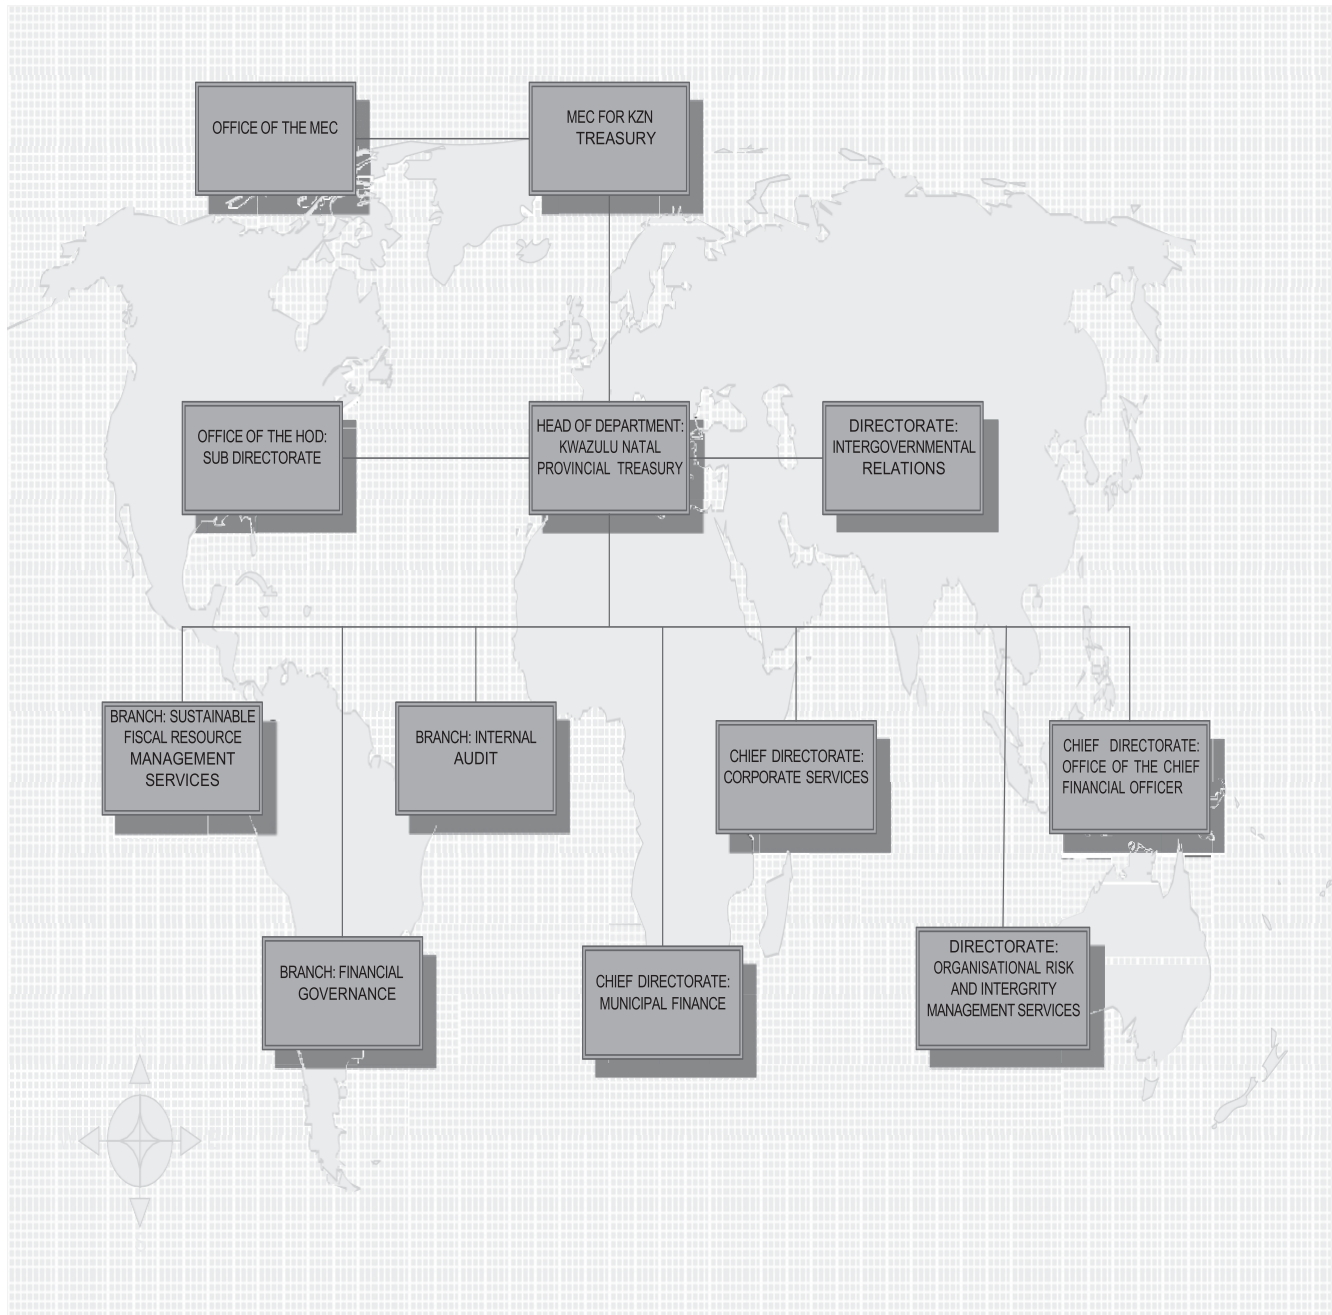 OFFICE OF THE MEC
MEC FOR KZN
TREASURY
OFFICE OF THE HOD:
SUB DIRECTORATE
HEAD OF DEPARTMENT:
KWAZULU NATAL
PROVINCIAL TREASURY
DIRECTORATE:
INTERGOVERNMENTAL
RELATIONS
BRANCH: SUSTAINABLE
FISCAL RESOURCE
MANAGEMENT
SERVICES
BRANCH: INTERNAL
AUDIT
CHIEF DIRECTORATE:
CORPORATE SERVICES
CHIEF DIRECTORATE:
OFFICE OF THE CHIEF
FINANCIAL OFFICER
BRANCH: FINANCIAL
GOVERNANCE
CHIEF DIRECTORATE:
MUNICIPAL FINANCE
DIRECTORATE:
ORGANISATIONAL RISK
AND INTERGRITY
MANAGEMENT SERVICES